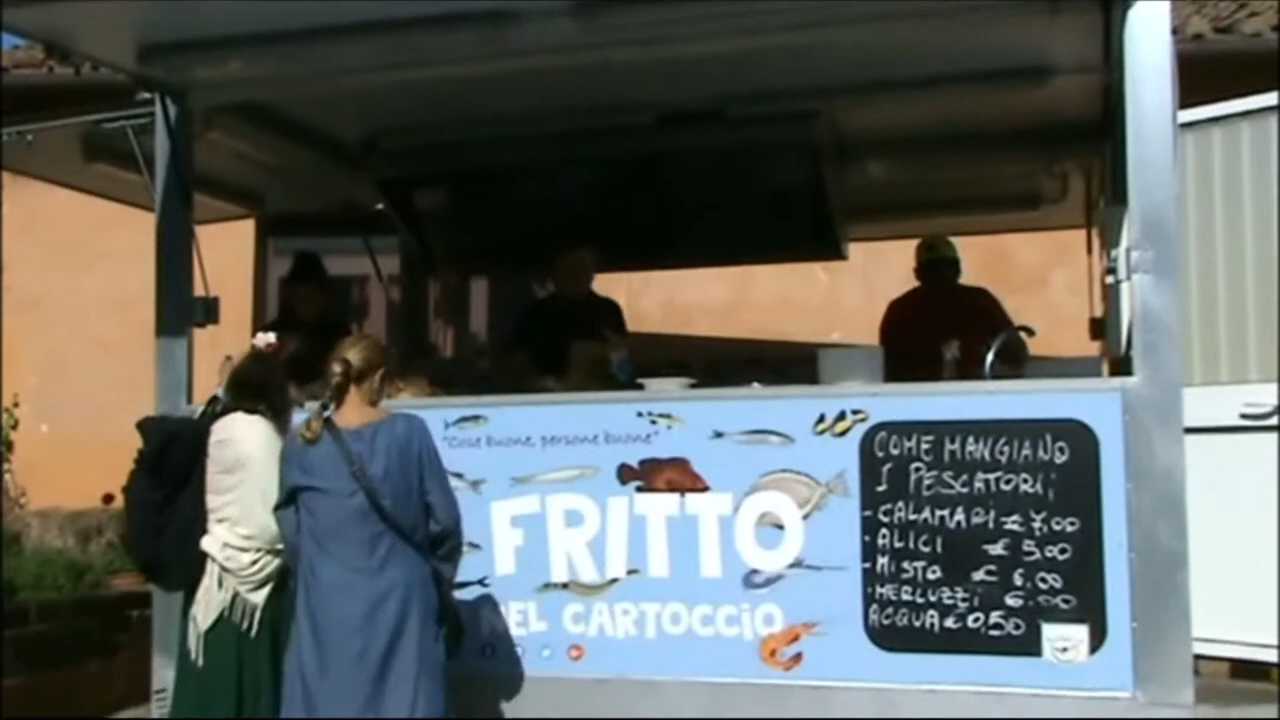 "Cose buone, persone buone"
FRITTO
EL CARTOCCIO
COME MANGIANO
I PESCATORI;
- CALAMARI € 7,00
- ALICI € 5,00
- MISTO € 6,00
- MERLUZZI 6,00
ACQUA € 0,50